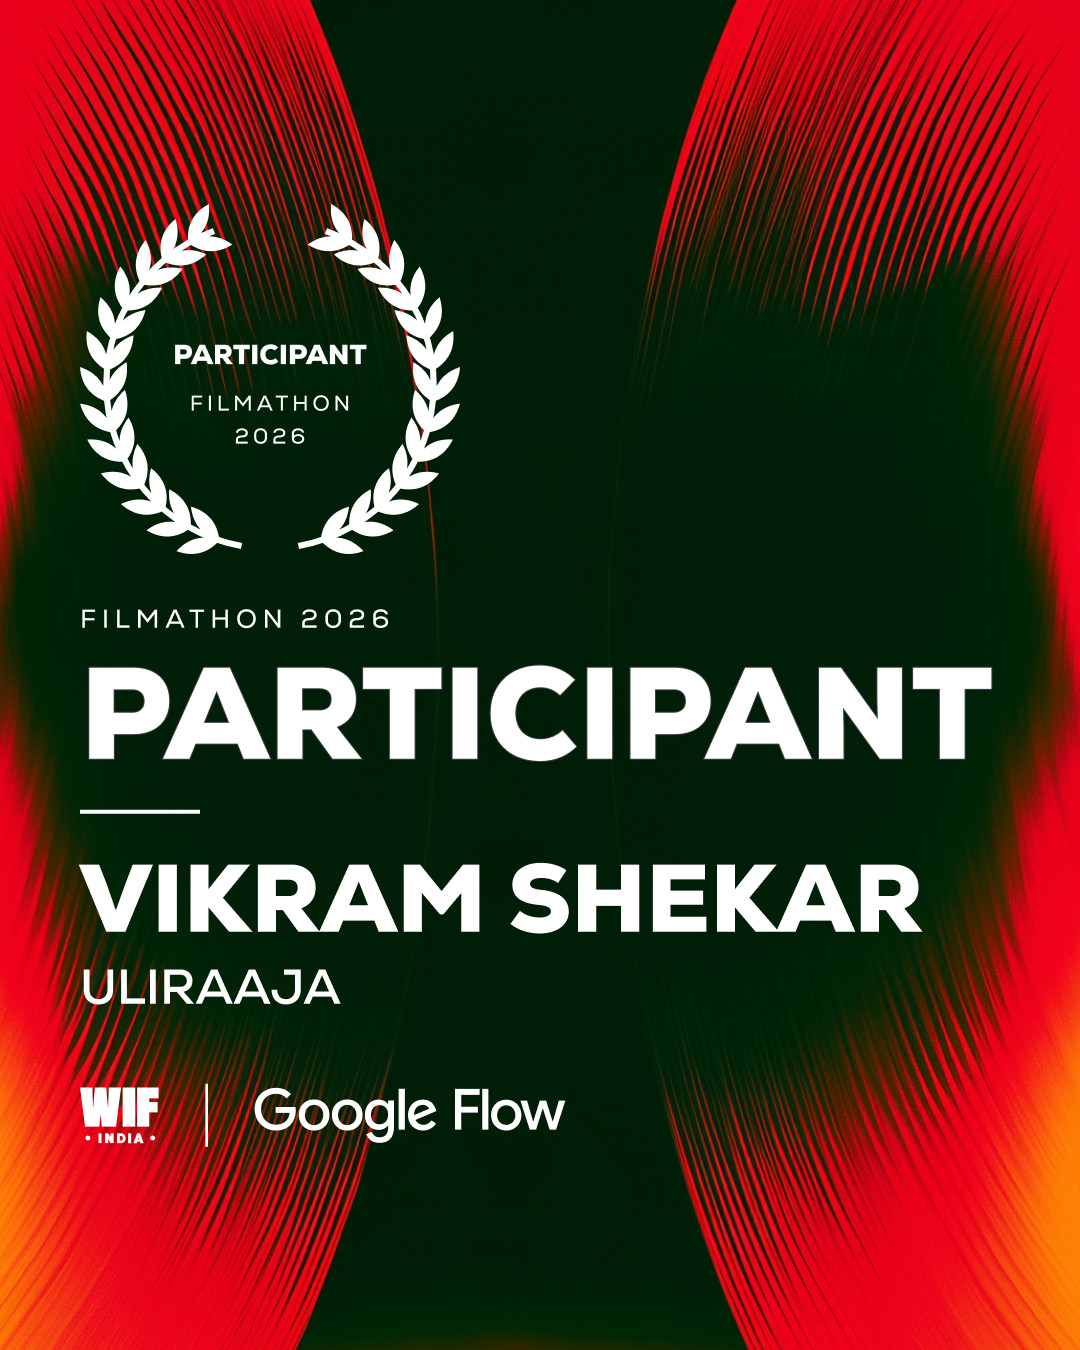 PARTICIPANT
FILMATHON
2026
FILMATHON 2026
PARTICIPANT
VIKRAM SHEKAR
ULIRAAJA
WIF
• INDIA •
Google Flow